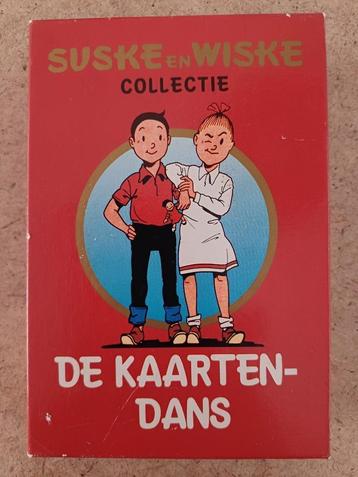 SUSKE EN WISKE
COLLECTIE
DE KAARTEN-
DANS